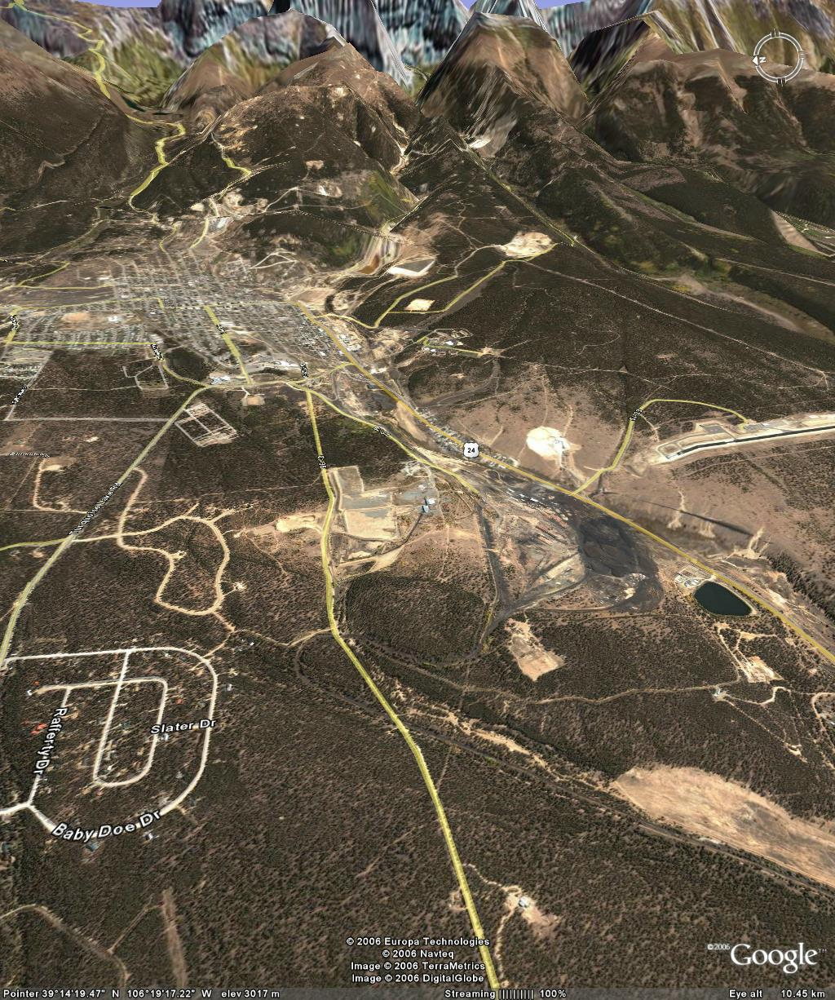 N
24
Slater Dr
Rafferty Dr
Baby Doe Dr
© 2006 Europa Technologies
© 2006 Navteq
Image © 2006 TerraMetrics
Image © 2006 DigitalGlobe
©2006 Google™
Pointer 39°14'19.47" N 106°19'17.22" W elev 3017 m Streaming |||||||||| 100% Eye alt 10.45 km